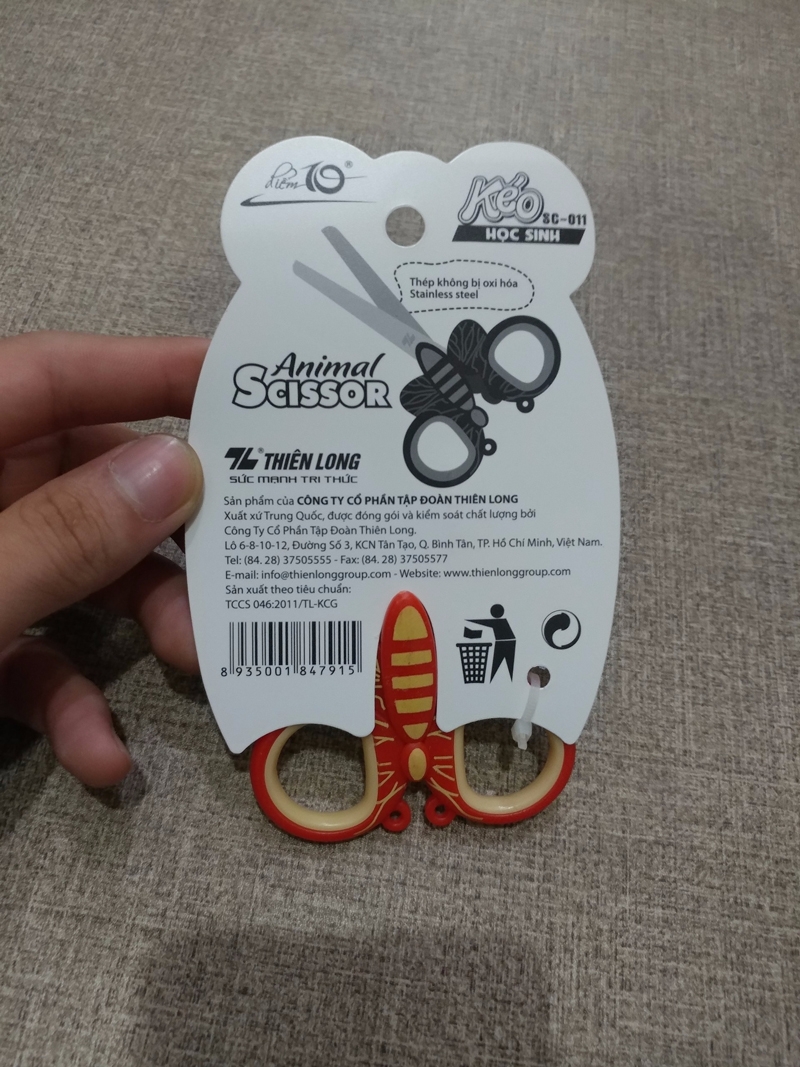 điểm 10®
Kéo SC-011
HỌC SINH
Thép không bị oxi hóa
Stainless steel
Animal
SCISSOR
TL® THIÊN LONG
SỨC MẠNH TRI THỨC
Sản phẩm của CÔNG TY CỔ PHẦN TẬP ĐOÀN THIÊN LONG
Xuất xứ Trung Quốc, được đóng gói và kiểm soát chất lượng bởi
Công Ty Cổ Phần Tập Đoàn Thiên Long.
Lô 6-8-10-12, Đường Số 3, KCN Tân Tạo, Q. Bình Tân, TP. Hồ Chí Minh, Việt Nam.
Tel: (84. 28) 37505555 - Fax: (84. 28) 37505577
E-mail: info@thienlonggroup.com - Website: www.thienlonggroup.com
Sản xuất theo tiêu chuẩn:
TCCS 046:2011/TL-KCG
8 935001 847915